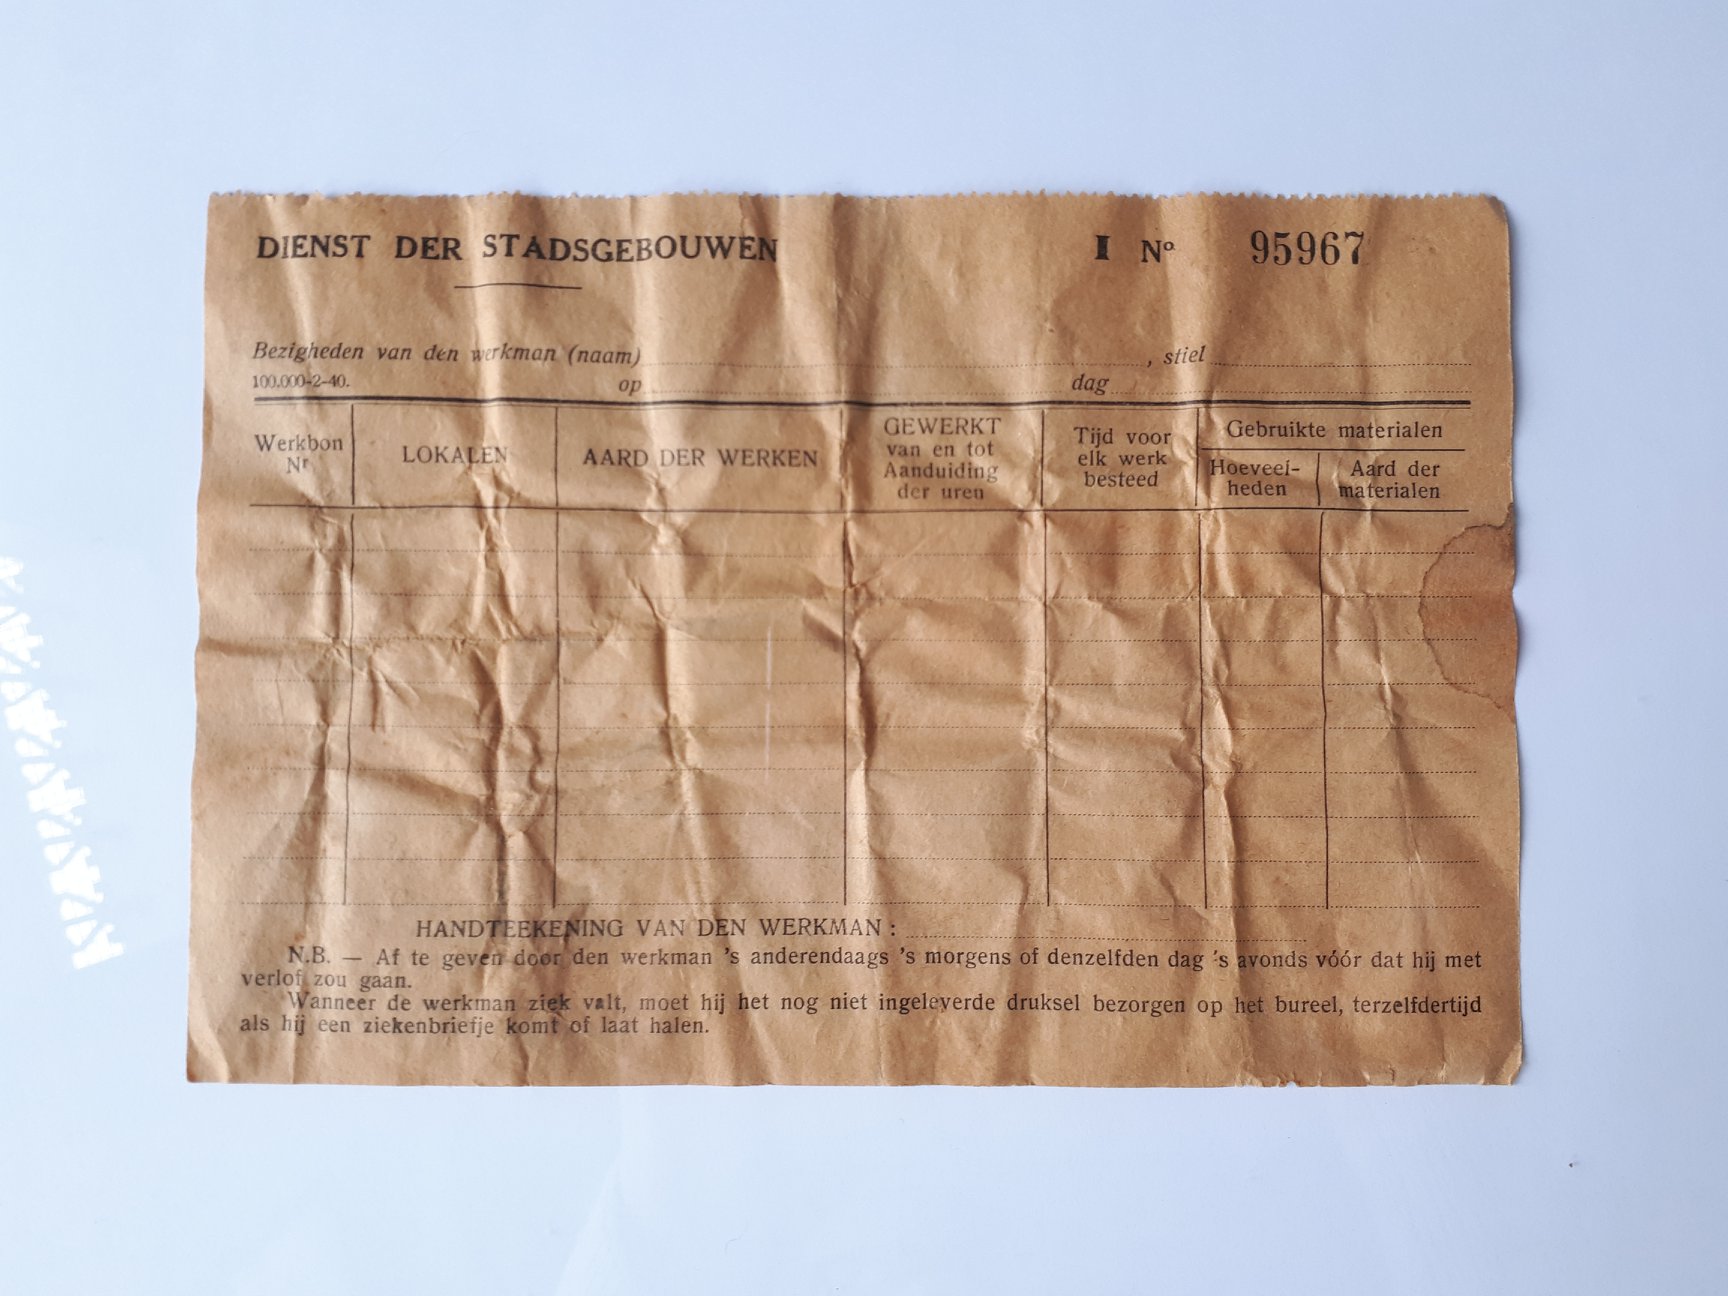 DIENST DER STADSGEBOUWEN
I Nº 95967
Bezigheden van den werkman (naam) , stiel
100.000-2-40.
op dag
Werkbon
Nr
LOKALEN
AARD DER WERKEN
GEWERKT
van en tot
Aanduiding
der uren
Tijd voor
elk werk
besteed
Gebruikte materialen
Hoeveel-
heden
Aard der
materialen
HANDTEEKENING VAN DEN WERKMAN :
N.B. — Af te geven door den werkman 's anderendaags 's morgens of denzelfden dag 's avonds vóór dat hij met
verlof zou gaan.
Wanneer de werkman ziek valt, moet hij het nog niet ingeleverde druksel bezorgen op het bureel, terzelfdertijd
als hij een ziekenbriefje komt of laat halen.